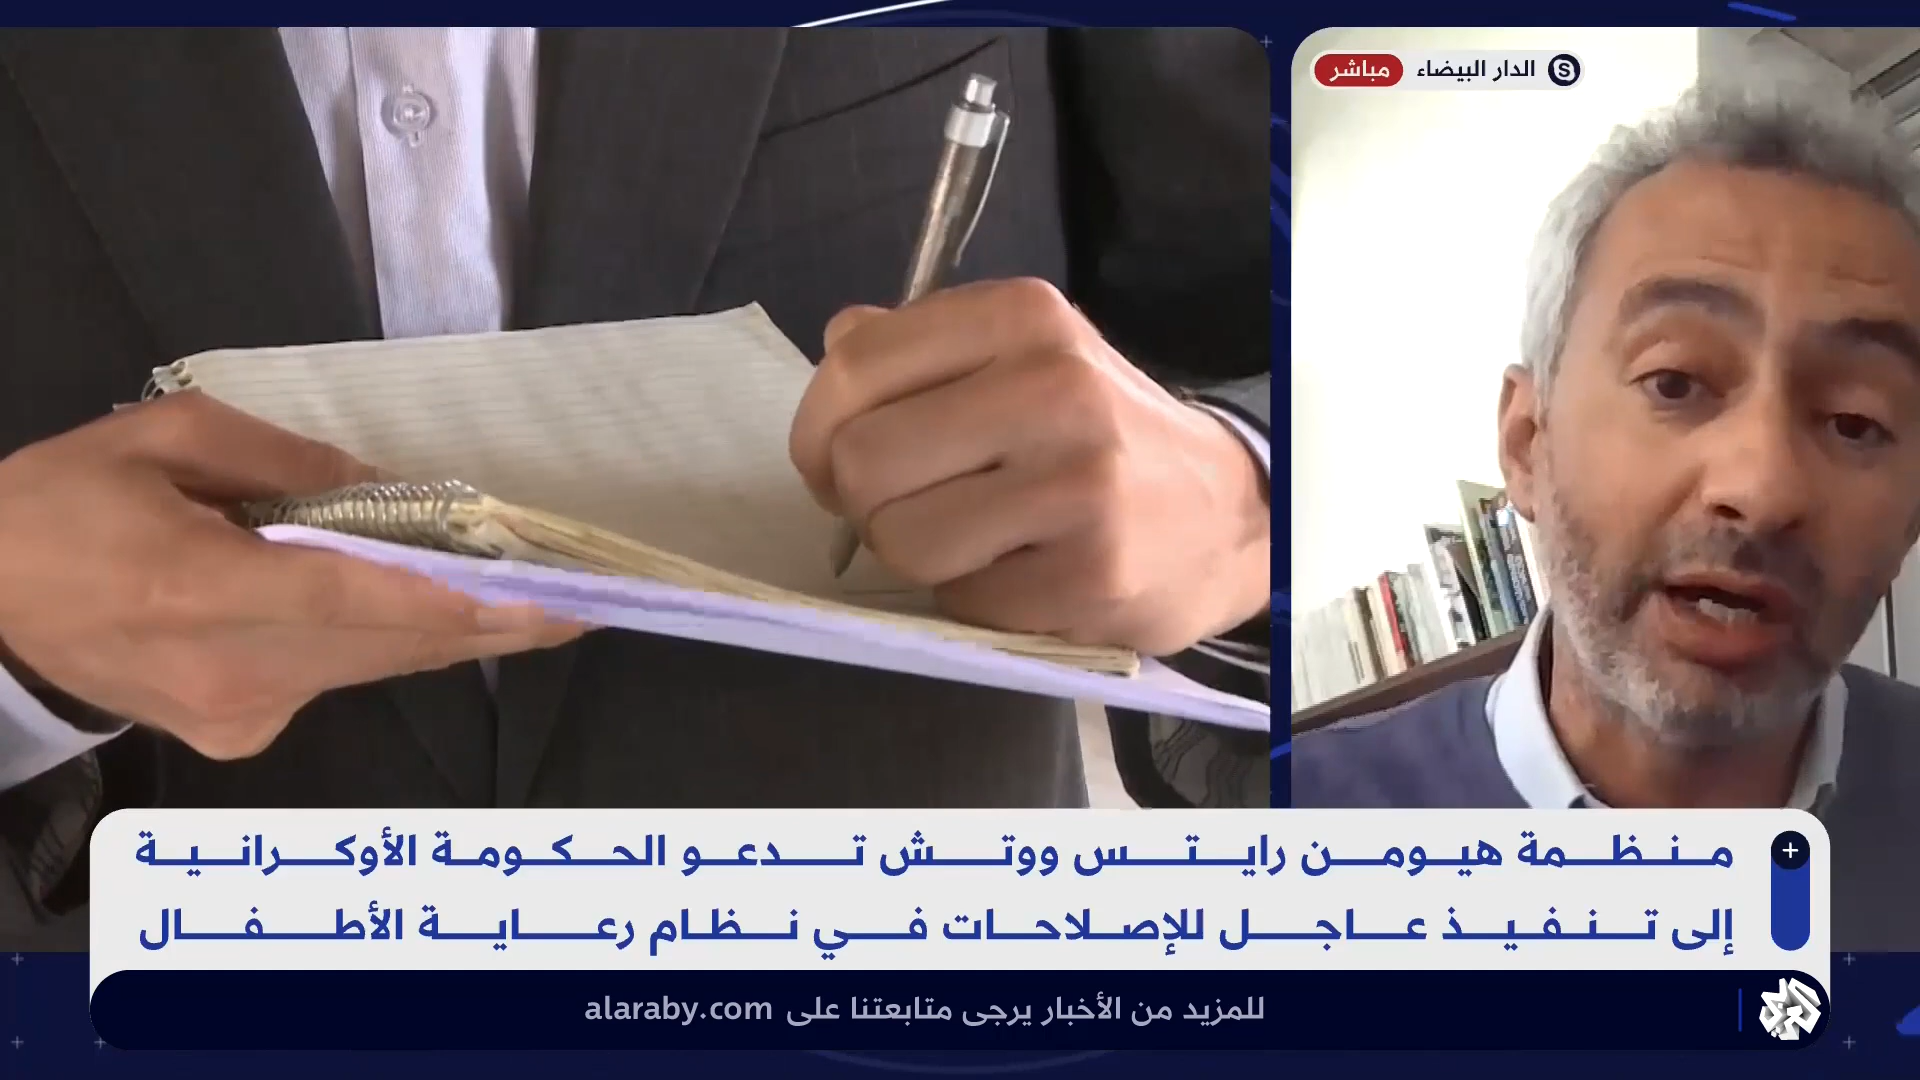 الدار البيضاء مباشر
منظمة هيومن رايتس ووتش تدعو الحكومة الأوكرانية
إلى تنفيذ عاجل للإصلاحات في نظام رعاية الأطفال
للمزيد من الأخبار يرجى متابعتنا على alaraby.com